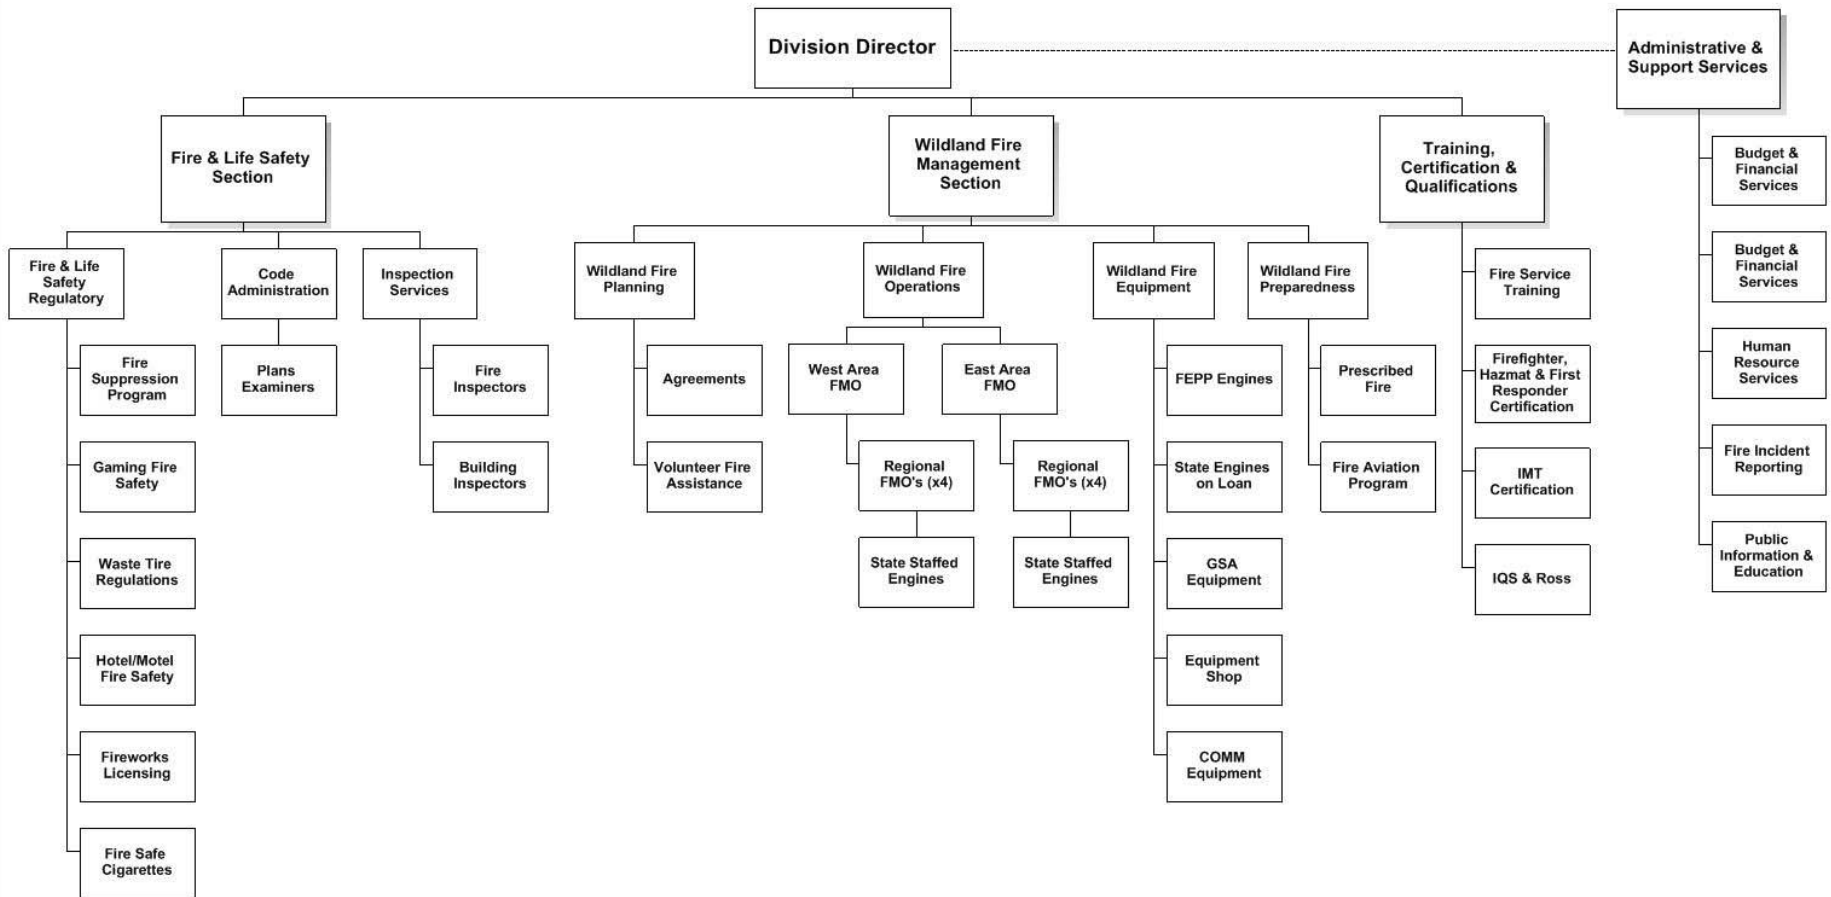 Division Director
Administrative &
Support Services
Fire & Life Safety
Section
Wildland Fire
Management
Section
Training,
Certification &
Qualifications
Budget &
Financial
Services
Budget &
Financial
Services
Human
Resource
Services
Fire Incident
Reporting
Public
Information &
Education
Fire & Life
Safety
Regulatory
Code
Administration
Inspection
Services
Fire
Suppression
Program
Gaming Fire
Safety
Waste Tire
Regulations
Hotel/Motel
Fire Safety
Fireworks
Licensing
Fire Safe
Cigarettes
Plans
Examiners
Fire
Inspectors
Building
Inspectors
Wildland Fire
Planning
Wildland Fire
Operations
Wildland Fire
Equipment
Wildland Fire
Preparedness
Agreements
Volunteer Fire
Assistance
West Area
FMO
East Area
FMO
Regional
FMO's (x4)
Regional
FMO's (x4)
State Staffed
Engines
State Staffed
Engines
FEPP Engines
State Engines
on Loan
GSA
Equipment
Equipment
Shop
COMM
Equipment
Prescribed
Fire
Fire Aviation
Program
Fire Service
Training
Firefighter,
Hazmat & First
Responder
Certification
IMT
Certification
IQS & Ross